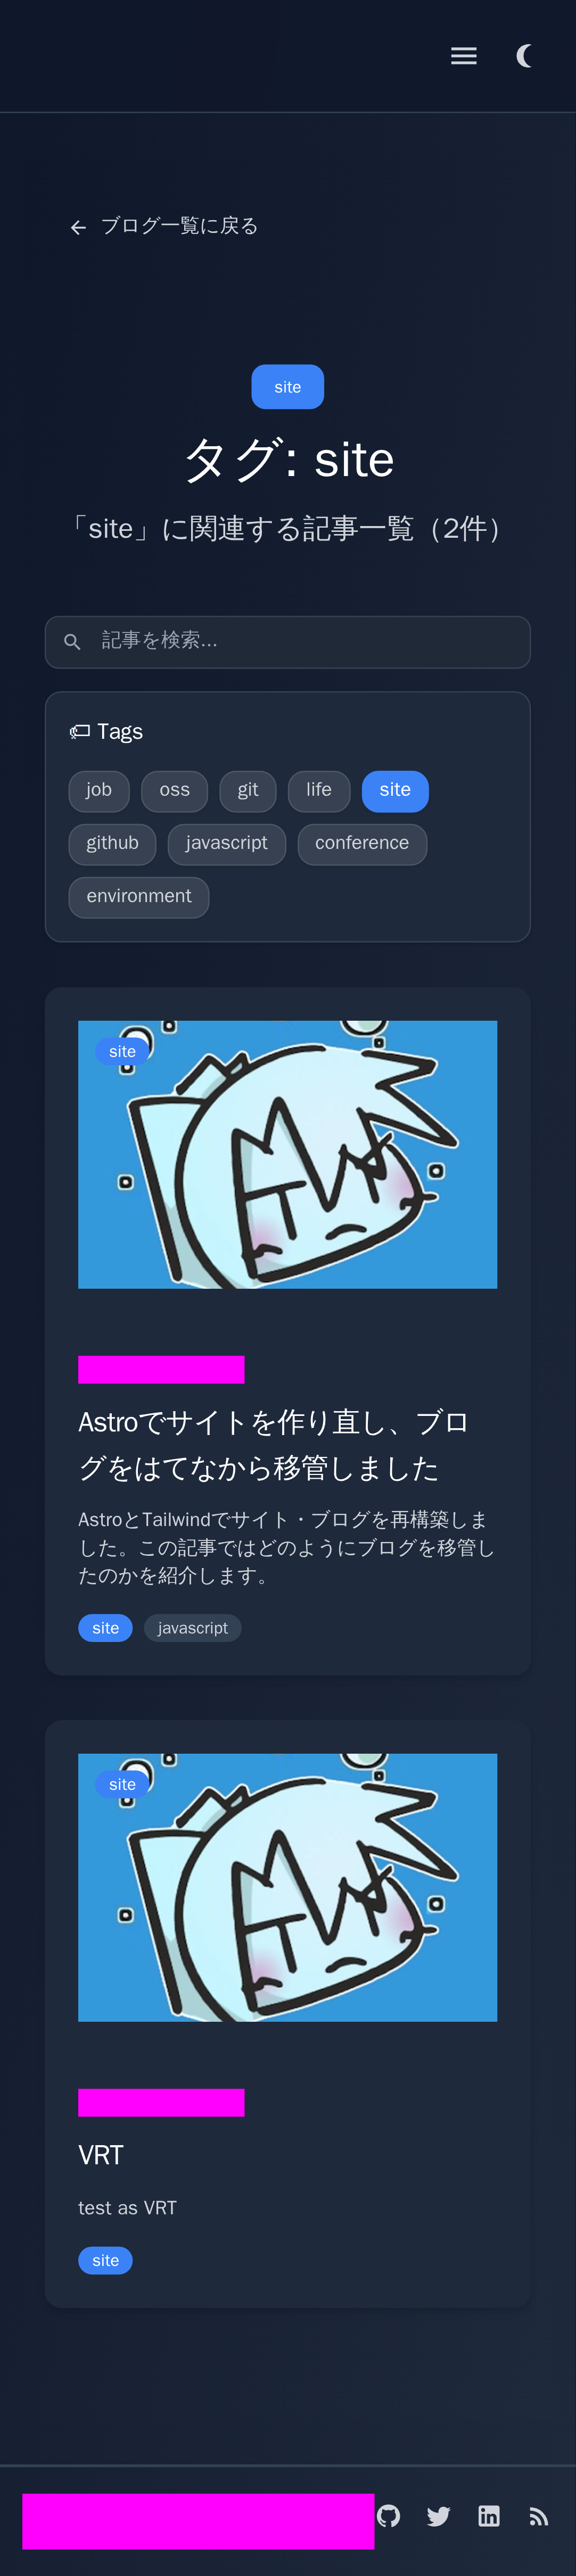 ブログ一覧に戻る
site
タグ: site
「site」に関連する記事一覧（2件）
記事を検索...
Tags
job oss git life site
github javascript conference
environment
site
Astroでサイトを作り直し、ブロ
グをはてなから移管しました
AstroとTailwindでサイト・ブログを再構築しま
した。この記事ではどのようにブログを移管し
たのかを紹介します。
site javascript
site
VRT
test as VRT
site